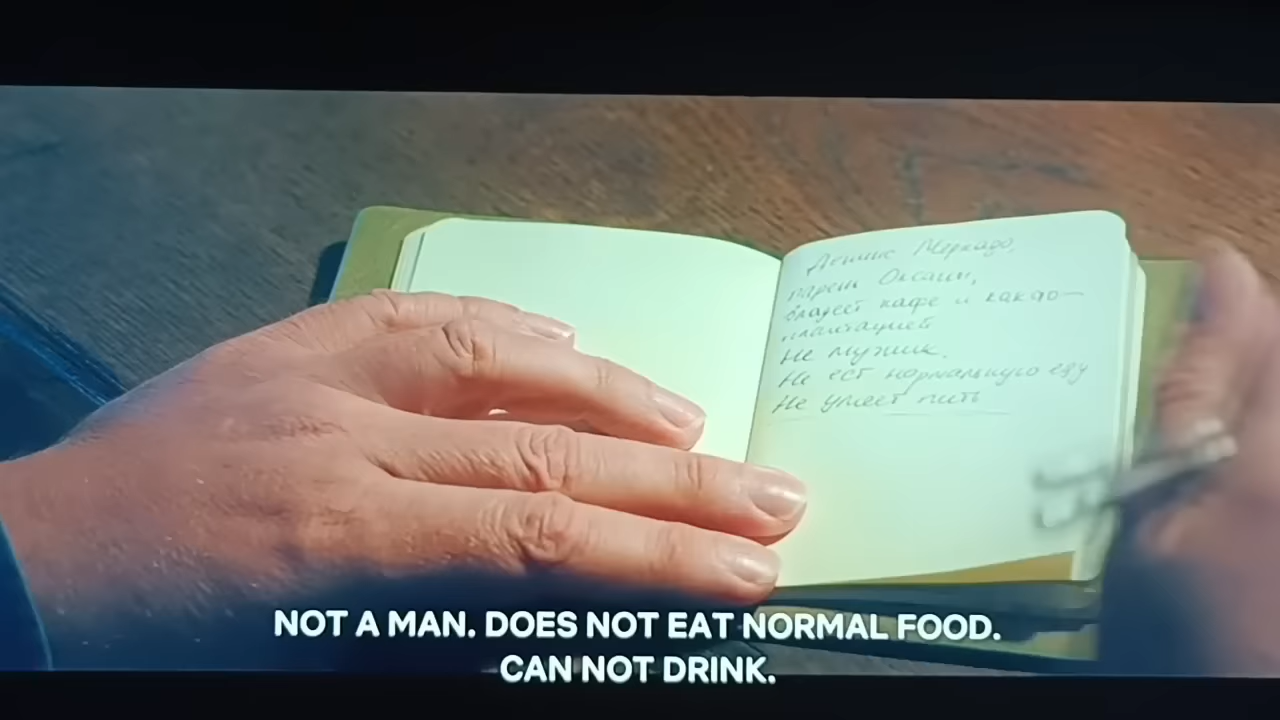 Деннис Меркадо,
парень Оксаны,
владеет кафе и какао-
плантацией
Не мужик.
Не ест нормальную еду
Не умеет пить
NOT A MAN. DOES NOT EAT NORMAL FOOD.
CAN NOT DRINK.